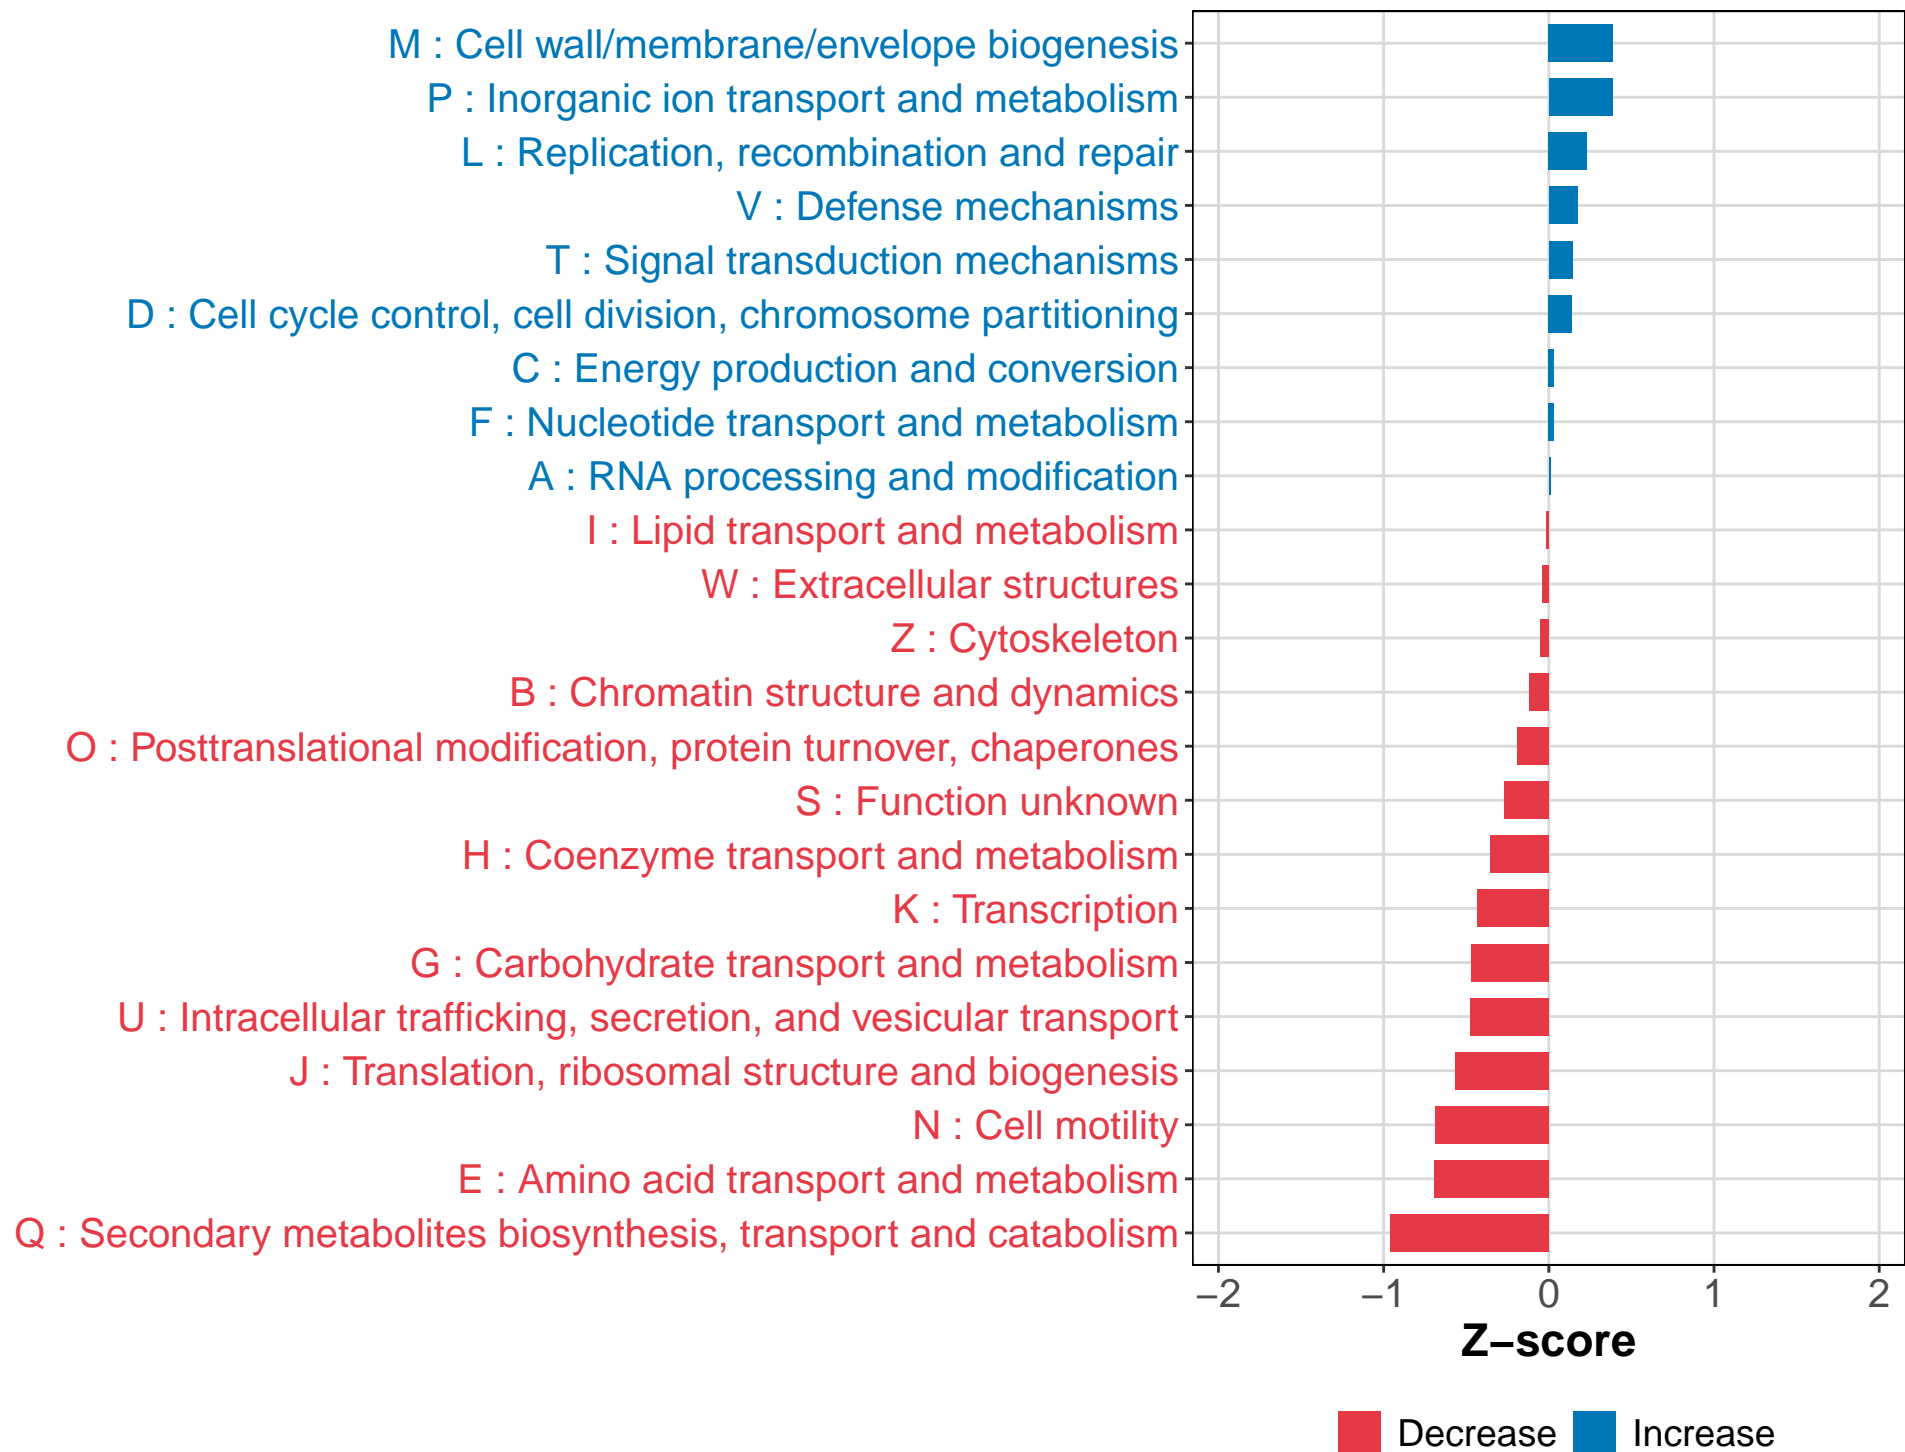 M : Cell wall/membrane/envelope biogenesis
P : Inorganic ion transport and metabolism
L : Replication, recombination and repair
V : Defense mechanisms
T : Signal transduction mechanisms
D : Cell cycle control, cell division, chromosome partitioning
C : Energy production and conversion
F : Nucleotide transport and metabolism
A : RNA processing and modification
I : Lipid transport and metabolism
W : Extracellular structures
Z : Cytoskeleton
B : Chromatin structure and dynamics
O : Posttranslational modification, protein turnover, chaperones
S : Function unknown
H : Coenzyme transport and metabolism
K : Transcription
G : Carbohydrate transport and metabolism
U : Intracellular trafficking, secretion, and vesicular transport
J : Translation, ribosomal structure and biogenesis
N : Cell motility
E : Amino acid transport and metabolism
Q : Secondary metabolites biosynthesis, transport and catabolism
−2 −1 0 1 2
Z−score
Decrease Increase